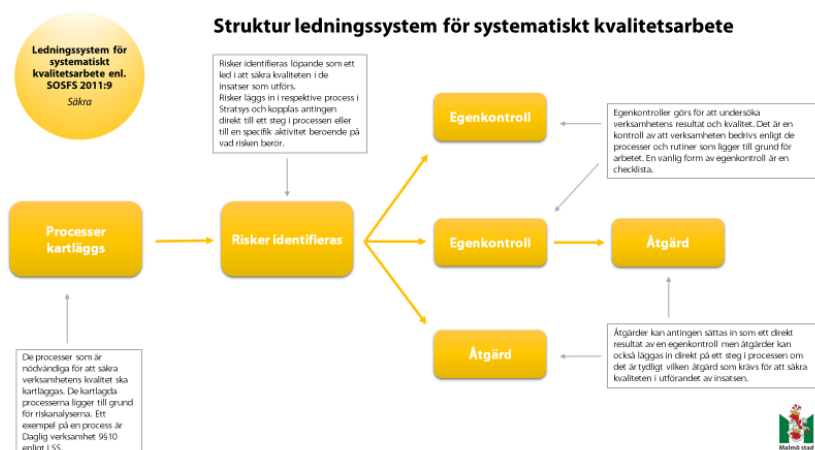 Struktur ledningssystem för systematiskt kvalitetsarbete
Ledningssystem för
systematiskt
kvalitetsarbete enl.
SOSFS 2011:9
Säkra
Risker identifieras löpande som ett
led i att säkra kvaliteten i de
insatser som utförs.
Risker läggs in i respektive process i
Stratsys och kopplas antingen
direkt till ett steg i processen eller
till en specifik aktivitet beroende på
vad risken berör.
Egenkontroll
Egenkontroller görs för att undersöka
verksamhetens resultat och kvalitet. Det är en
kontroll av att verksamheten bedrivs enligt de
processer och rutiner som ligger till grund för
arbetet. En vanlig form av egenkontroll är en
checklista.
Processer
kartläggs
Risker identifieras
Egenkontroll
Åtgärd
Åtgärd
Åtgärder kan antingen sättas in som ett direkt
resultat av en egenkontroll men åtgärder kan
också läggas in direkt på ett steg i processen om
det är tydligt vilken åtgärd som krävs för att säkra
kvaliteten i utförandet av insatsen.
De processer som är
nödvändiga för att säkra
verksamhetens kvalitet ska
kartläggas. De kartlagda
processerna ligger till grund
för riskanalyserna. Ett
exempel på en process är
Daglig verksamhet 9§10
enligt LSS.
Malmö stad